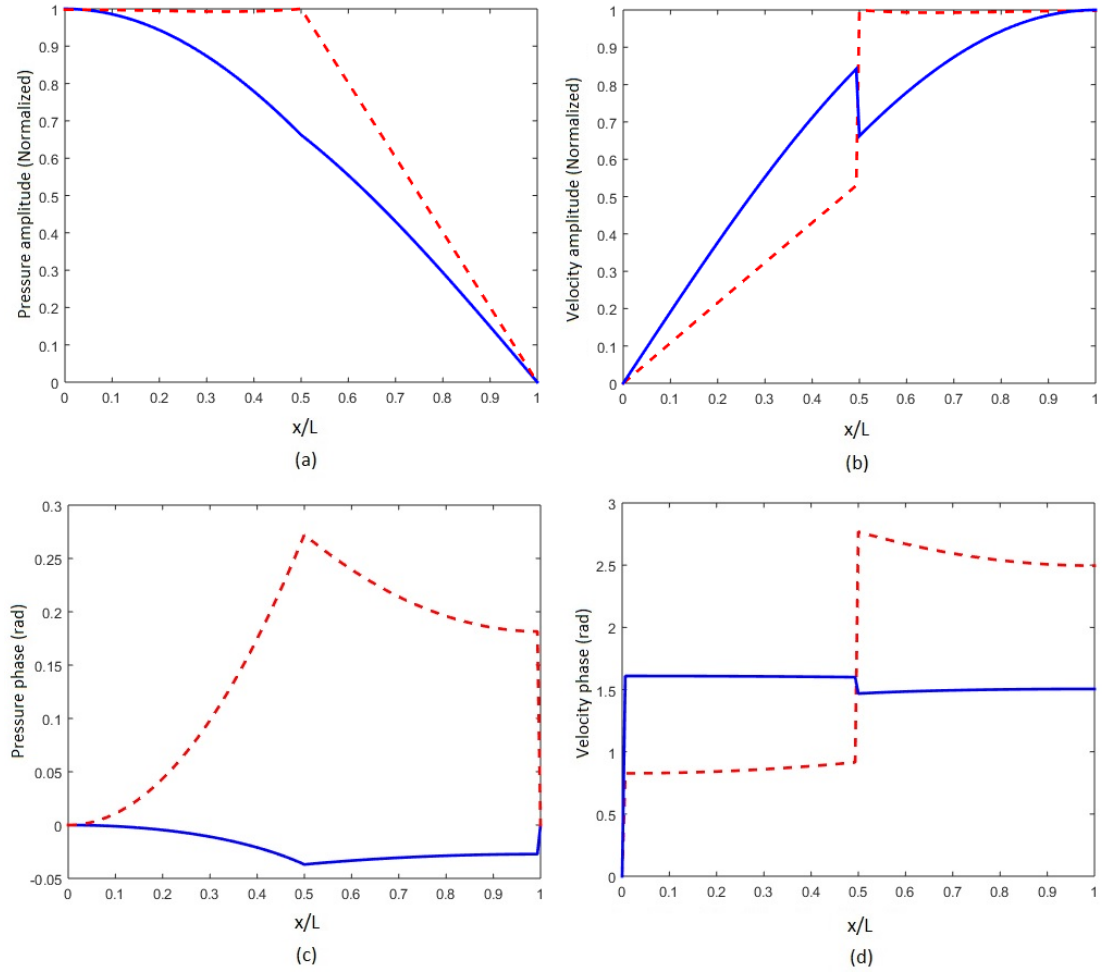 Pressure amplitude (Normalized)
1
0.9
0.8
0.7
0.6
0.5
0.4
0.3
0.2
0.1
0
0 0.1 0.2 0.3 0.4 0.5 0.6 0.7 0.8 0.9 1
x/L
(a)
Velocity amplitude (Normalized)
1
0.9
0.8
0.7
0.6
0.5
0.4
0.3
0.2
0.1
0
0 0.1 0.2 0.3 0.4 0.5 0.6 0.7 0.8 0.9 1
x/L
(b)
Pressure phase (rad)
0.3
0.25
0.2
0.15
0.1
0.05
0
-0.05
0 0.1 0.2 0.3 0.4 0.5 0.6 0.7 0.8 0.9 1
x/L
(c)
Velocity phase (rad)
3
2.5
2
1.5
1
0.5
0
0 0.1 0.2 0.3 0.4 0.5 0.6 0.7 0.8 0.9 1
x/L
(d)